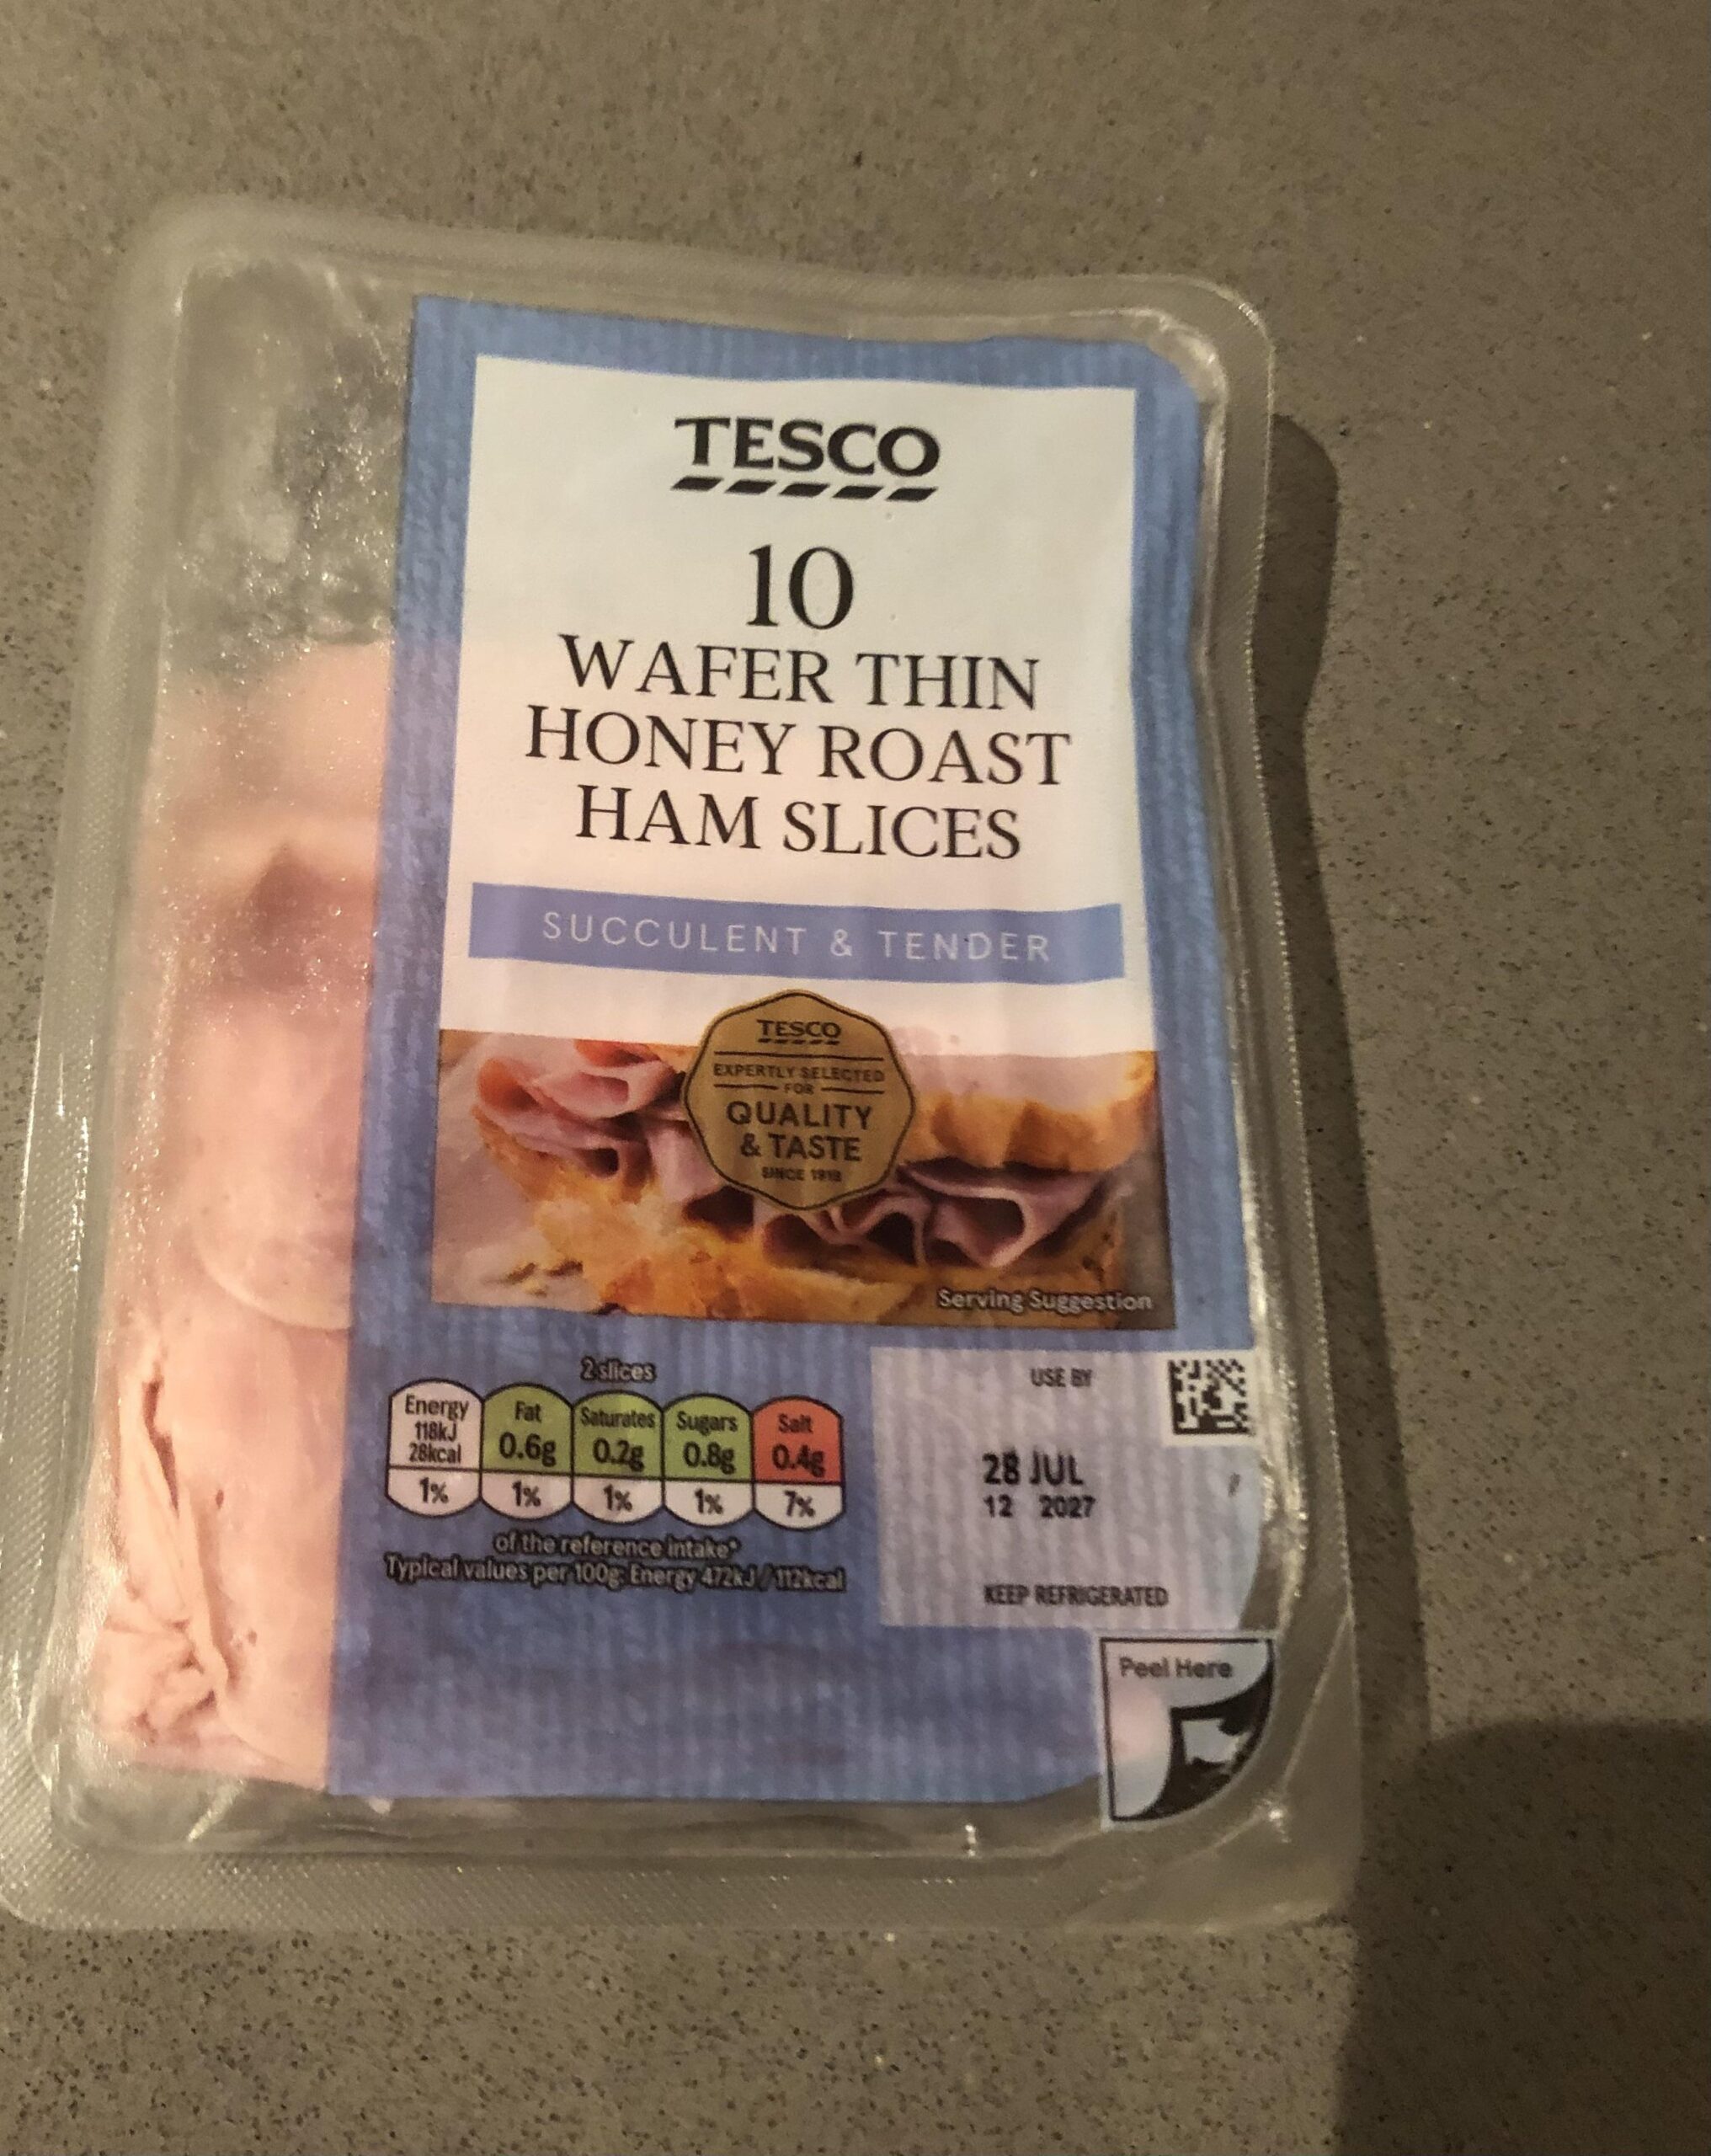 TESCO
10
WAFER THIN
HONEY ROAST
HAM SLICES
SUCCULENT & TENDER
TESCO
EXPERTLY SELECTED
FOR
QUALITY
& TASTE
SINCE 1919
Serving Suggestion
2 slices
Energy
118kJ
28kcal
1%
Fat
0.6g
1%
Saturates
0.2g
1%
Sugars
0.8g
1%
Salt
0.4g
7%
of the reference intake*
Typical values per 100g: Energy 472kJ / 112kcal
USE BY
28 JUL
12 2027
KEEP REFRIGERATED
Peel Here